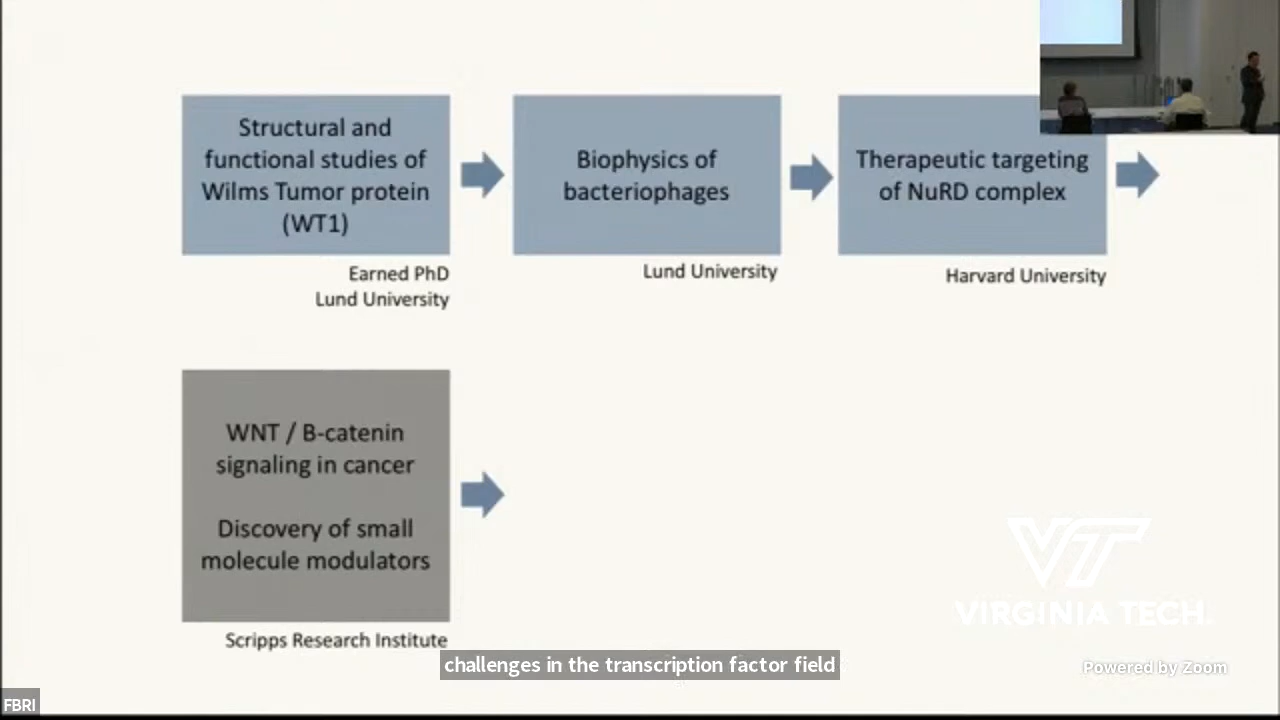 Structural and
functional studies of
Wilms Tumor protein
(WT1)
Biophysics of
bacteriophages
Therapeutic targeting
of NuRD complex
Earned PhD
Lund University
Lund University
Harvard University
WNT / B-catenin
signaling in cancer
Discovery of small
molecule modulators
Scripps Research Institute
challenges in the transcription factor field
VT
VIRGINIA TECH.
Powered by Zoom
FBRI